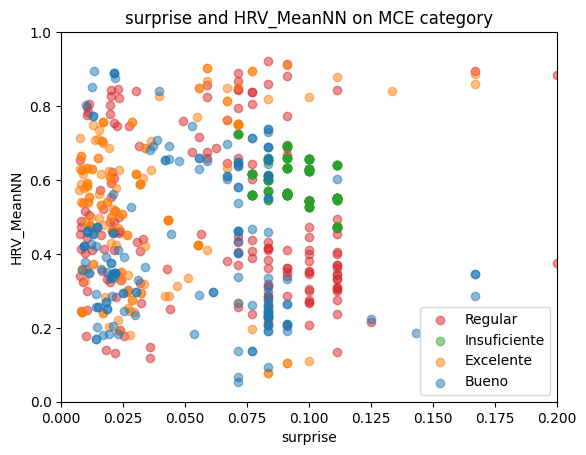 surprise and HRV_MeanNN on MCE category
HRV_MeanNN
1.0
0.8
0.6
0.4
0.2
0.0
Regular
Insuficiente
Excelente
Bueno
0.000 0.025 0.050 0.075 0.100 0.125 0.150 0.175 0.200
surprise